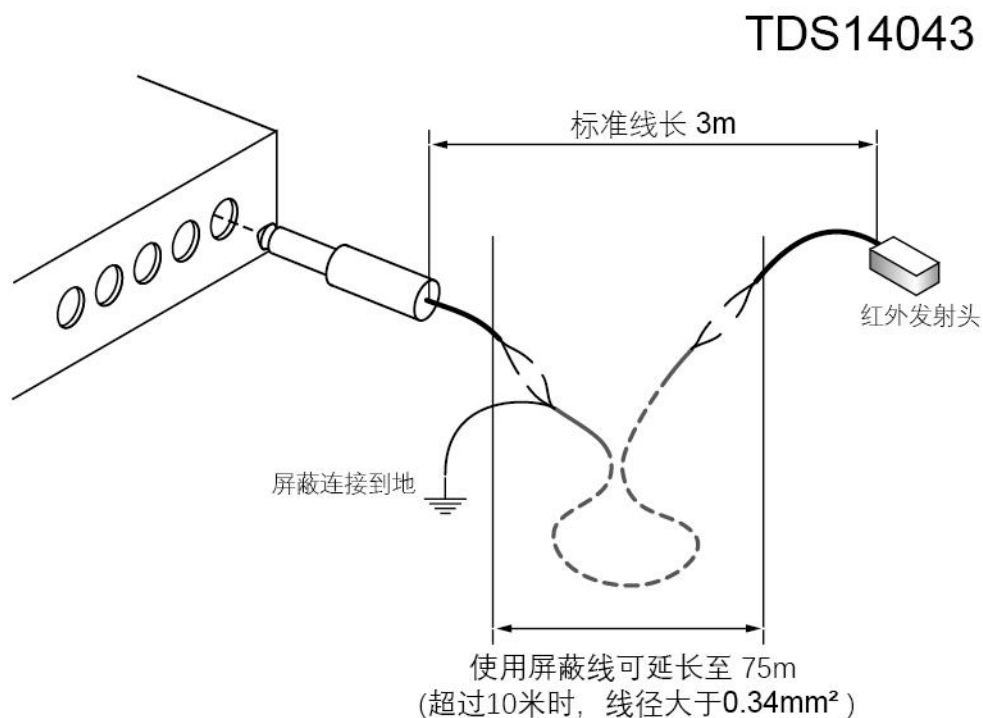 TDS14043
标准线长 3m
红外发射头
屏蔽连接到地
使用屏蔽线可延长至 75m
(超过10米时，线径大于0.34mm² )